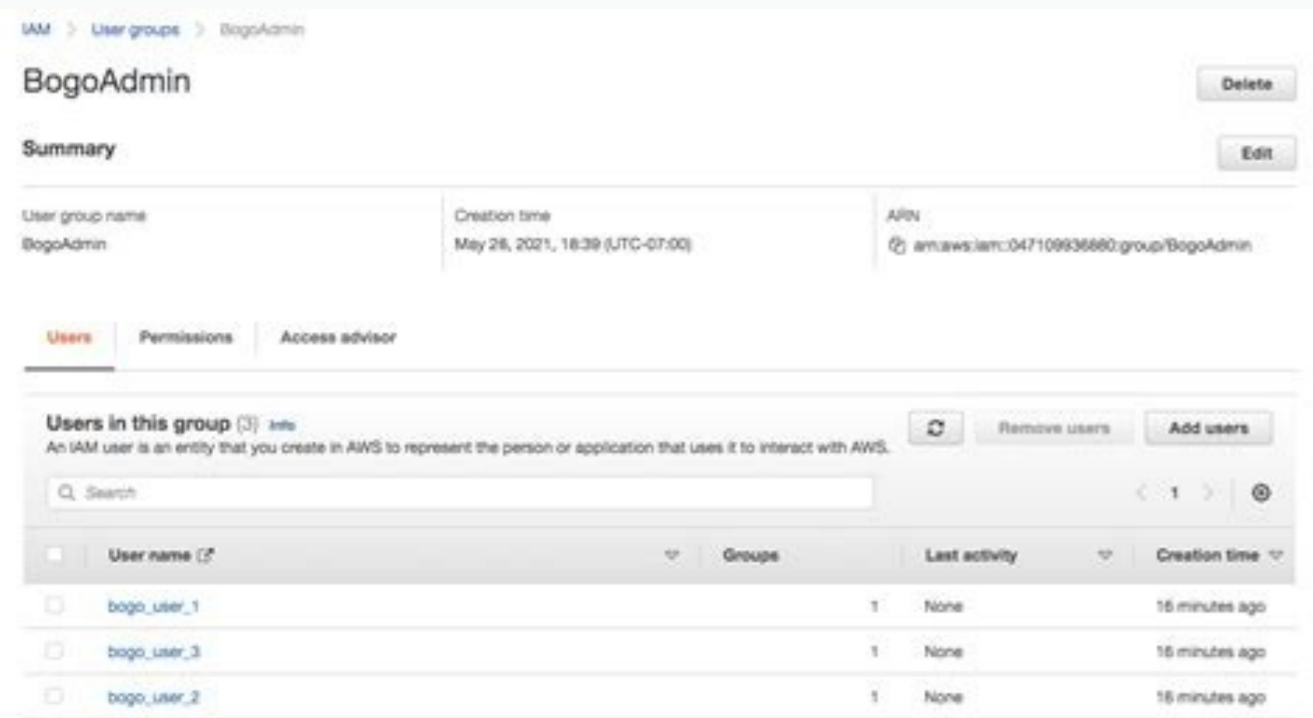 IAM > User groups > BogoAdmin
BogoAdmin
Delete
Summary
Edit
User group name
Creation time
ARN
BogoAdmin
May 28, 2021, 18:39 (UTC-07:00)
arn:aws:iam::047109936880:group/BogoAdmin
Users
Permissions
Access advisor
Users in this group (3) Info
Remove users
Add users
An IAM user is an entity that you create in AWS to represent the person or application that uses it to interact with AWS.
Search
< 1 >
User name
Groups
Last activity
Creation time
bogo_user_1 1 None 16 minutes ago
bogo_user_3 1 None 16 minutes ago
bogo_user_2 1 None 16 minutes ago